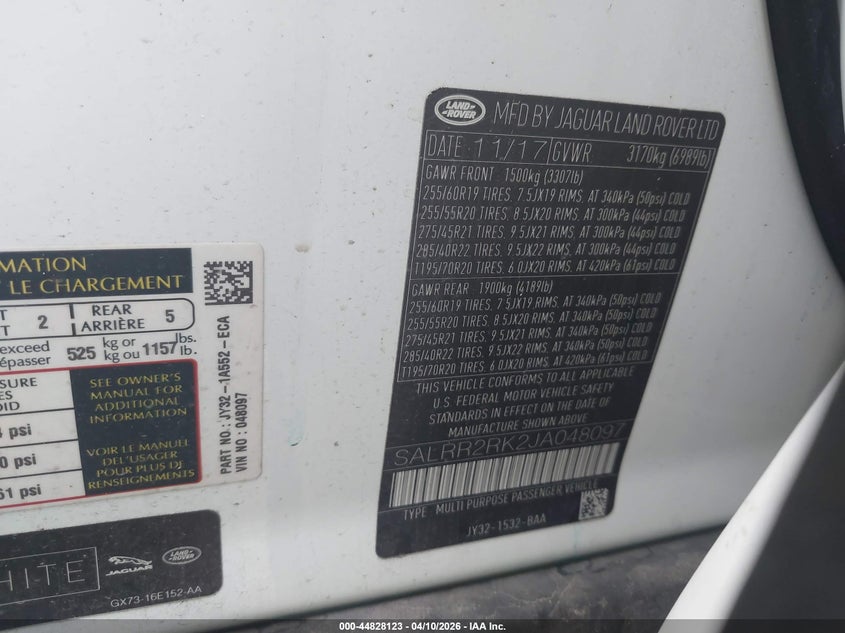 LAND ROVER
MFD BY JAGUAR LAND ROVER LTD
DATE 11/17 GVWR 3170kg (6989lb)
GAWR FRONT 1500kg (3307lb)
255/60R19 TIRES, 7.5JX19 RIMS, AT 340kPa (50psi) COLD
255/55R20 TIRES, 8.5JX20 RIMS, AT 300kPa (44psi) COLD
275/45R21 TIRES, 9.5JX21 RIMS, AT 300kPa (44psi) COLD
285/40R22 TIRES, 9.5JX22 RIMS, AT 300kPa (44psi) COLD
T195/70R20 TIRES, 6.0JX20 RIMS, AT 420kPa (61psi) COLD
GAWR REAR 1900kg (4189lb)
255/60R19 TIRES, 7.5JX19 RIMS, AT 340kPa (50psi) COLD
255/55R20 TIRES, 8.5JX20 RIMS, AT 340kPa (50psi) COLD
275/45R21 TIRES, 9.5JX21 RIMS, AT 340kPa (50psi) COLD
285/40R22 TIRES, 9.5JX22 RIMS, AT 340kPa (50psi) COLD
T195/70R20 TIRES, 6.0JX20 RIMS, AT 420kPa (61psi) COLD
THIS VEHICLE CONFORMS TO ALL APPLICABLE
U.S. FEDERAL MOTOR VEHICLE SAFETY
STANDARDS IN EFFECT ON THE DATE OF
MANUFACTURE SHOWN ABOVE
SALRR2RK2JA048097
TYPE MULTI PURPOSE PASSENGER VEHICLE
JY32-1532-BAA
RMATION
LE CHARGEMENT
2 REAR 5
ARRIÈRE
exceed 525 kg or 1157 lbs.
épasser kg ou lb.
SURE
ES
OID
psi
0 psi
61 psi
SEE OWNER'S
MANUAL FOR
ADDITIONAL
INFORMATION
VOIR LE MANUEL
DEL'USAGER
POUR PLUS DJ
RENSEIGNEMENTS
PART NO.: JY32-1A552-ECA
VIN NO: 048097
HITE
JAGUAR
LAND ROVER
GX73-16E152-AA
000-44828123 - 04/10/2026 - IAA Inc.